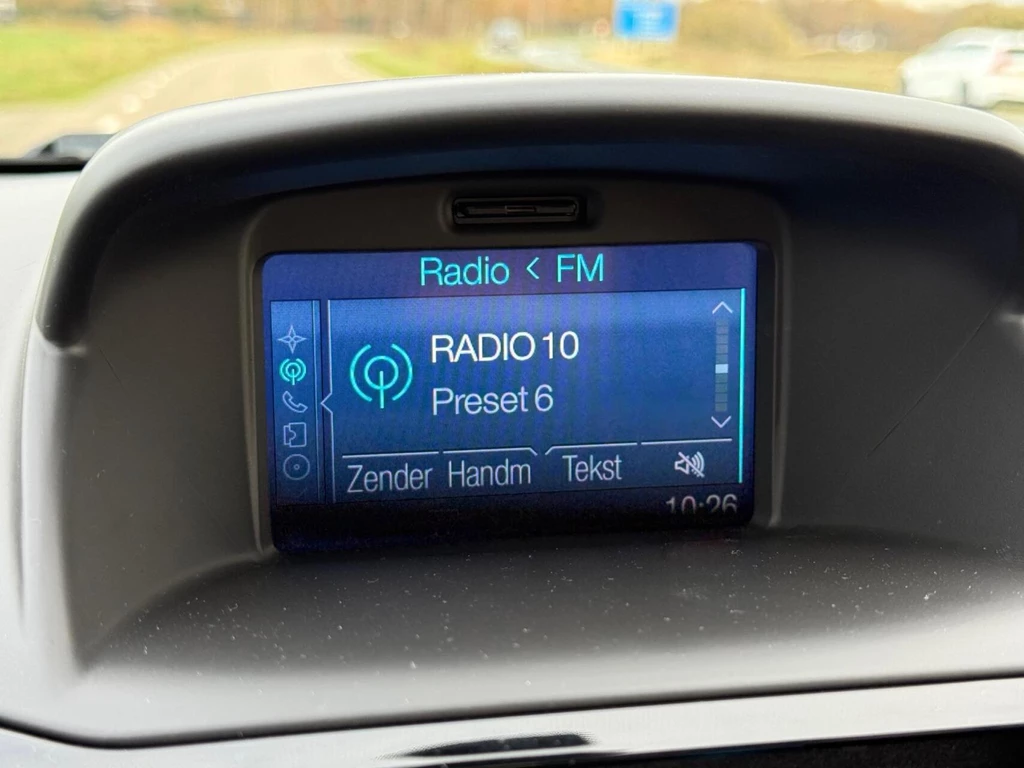 Radio < FM
RADIO 10
Preset 6
Zender Handm Tekst
10:26